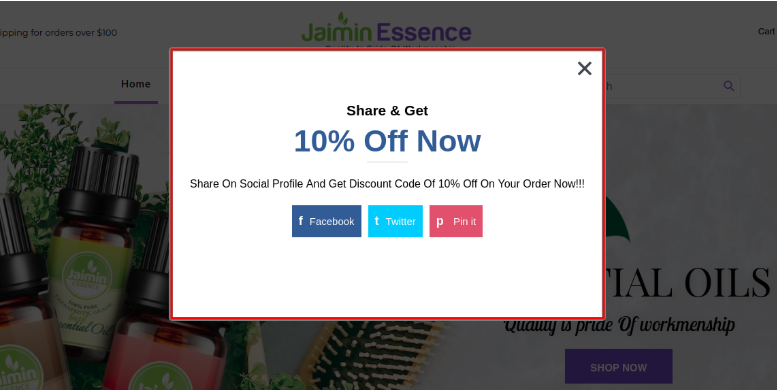 ipping for orders over $100
Jaimin Essence
Cart
Home
Share & Get
10% Off Now
Share On Social Profile And Get Discount Code Of 10% Off On Your Order Now!!!
f Facebook
t Twitter
p Pin it
Jaimin
Essential Oil
Jaimin
TIAL OILS
Quality is pride Of workmenship
SHOP NOW